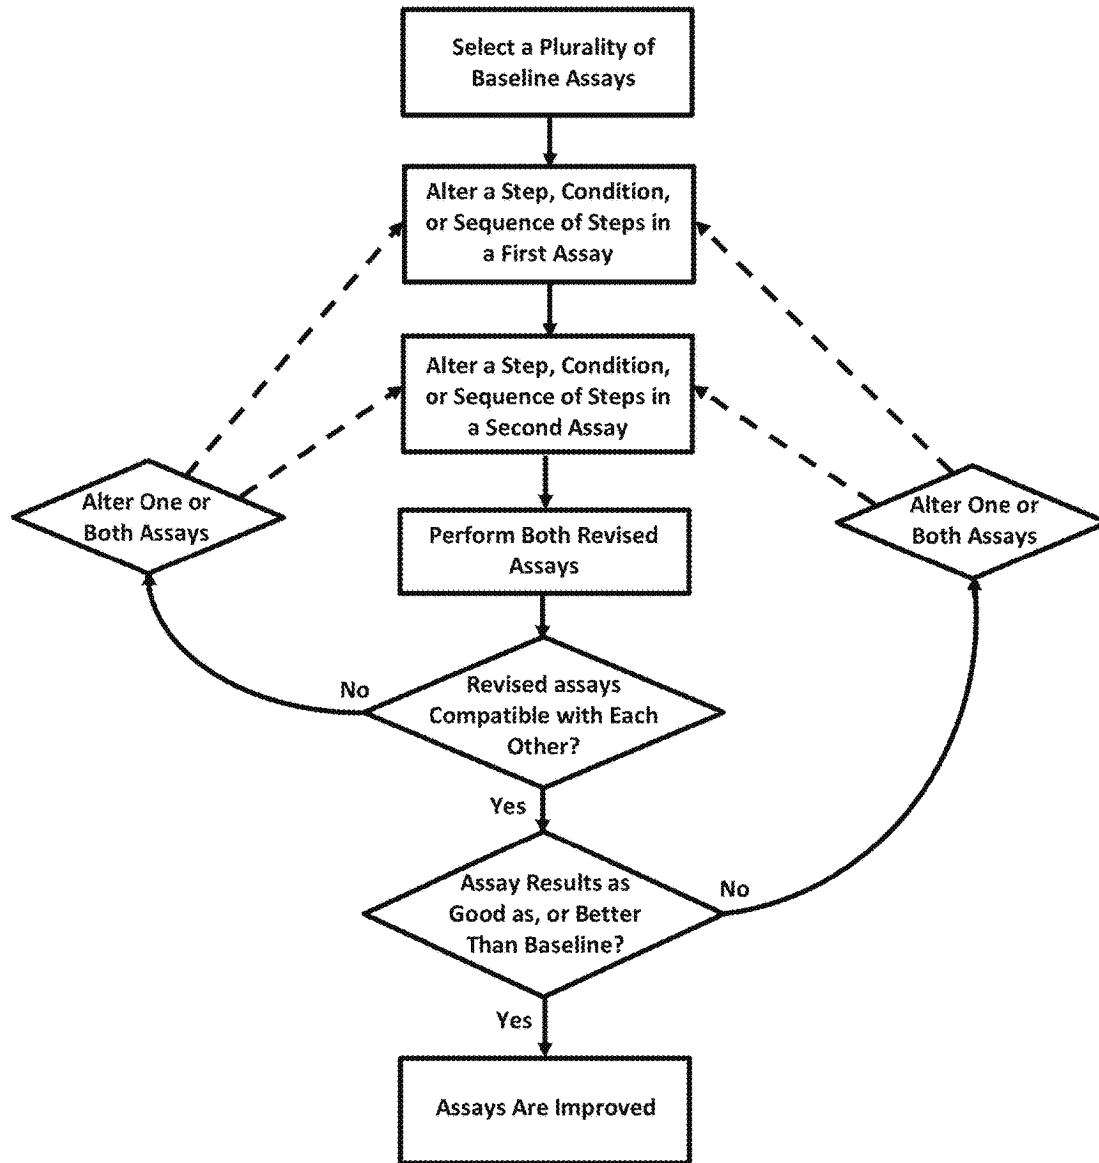 Select a Plurality of
Baseline Assays
Alter a Step, Condition,
or Sequence of Steps in
a First Assay
Alter a Step, Condition,
or Sequence of Steps in
a Second Assay
Alter One or
Both Assays
Perform Both Revised
Assays
Alter One or
Both Assays
No
Revised assays
Compatible with Each
Other?
Yes
Assay Results as
Good as, or Better
Than Baseline?
No
Yes
Assays Are Improved